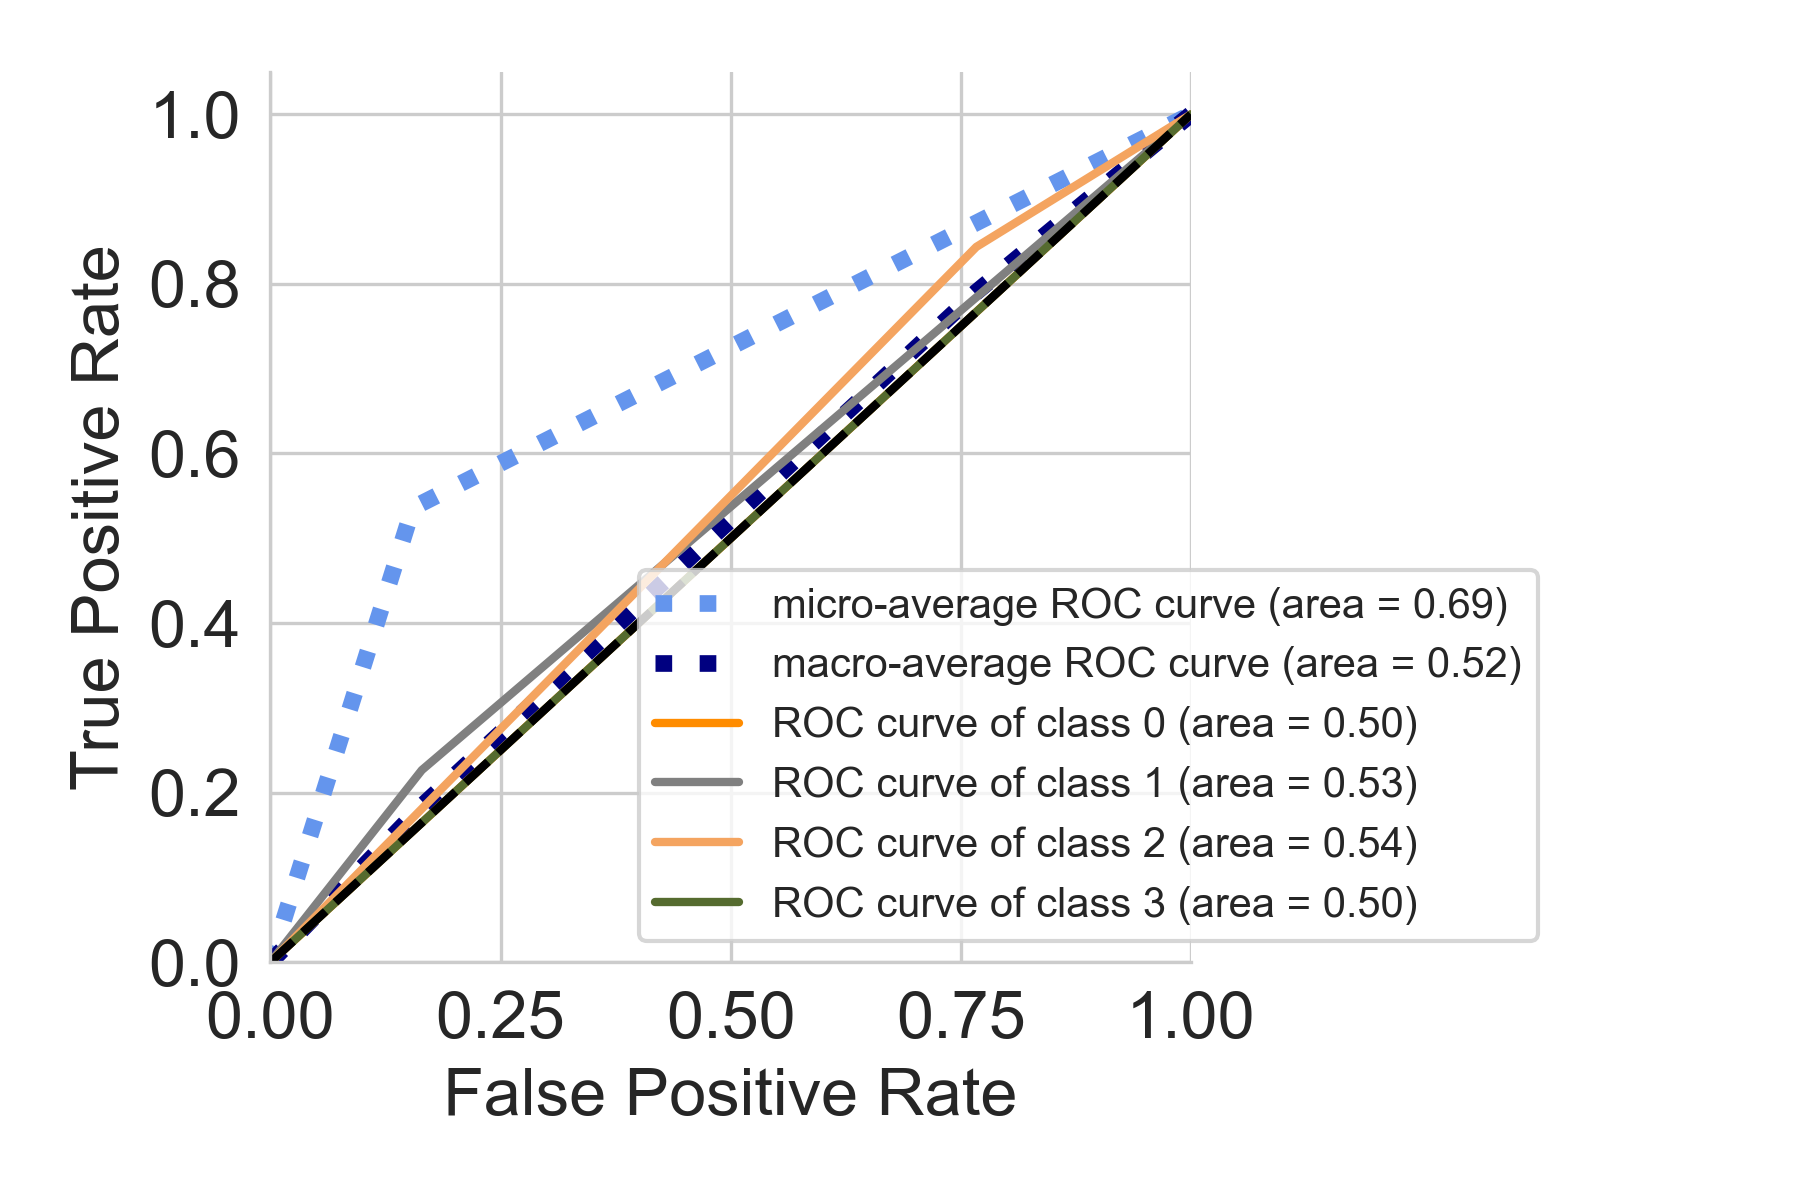 True Positive Rate
1.0
0.8
0.6
0.4
0.2
0.0
micro-average ROC curve (area = 0.69)
macro-average ROC curve (area = 0.52)
ROC curve of class 0 (area = 0.50)
ROC curve of class 1 (area = 0.53)
ROC curve of class 2 (area = 0.54)
ROC curve of class 3 (area = 0.50)
0.00 0.25 0.50 0.75 1.00
False Positive Rate